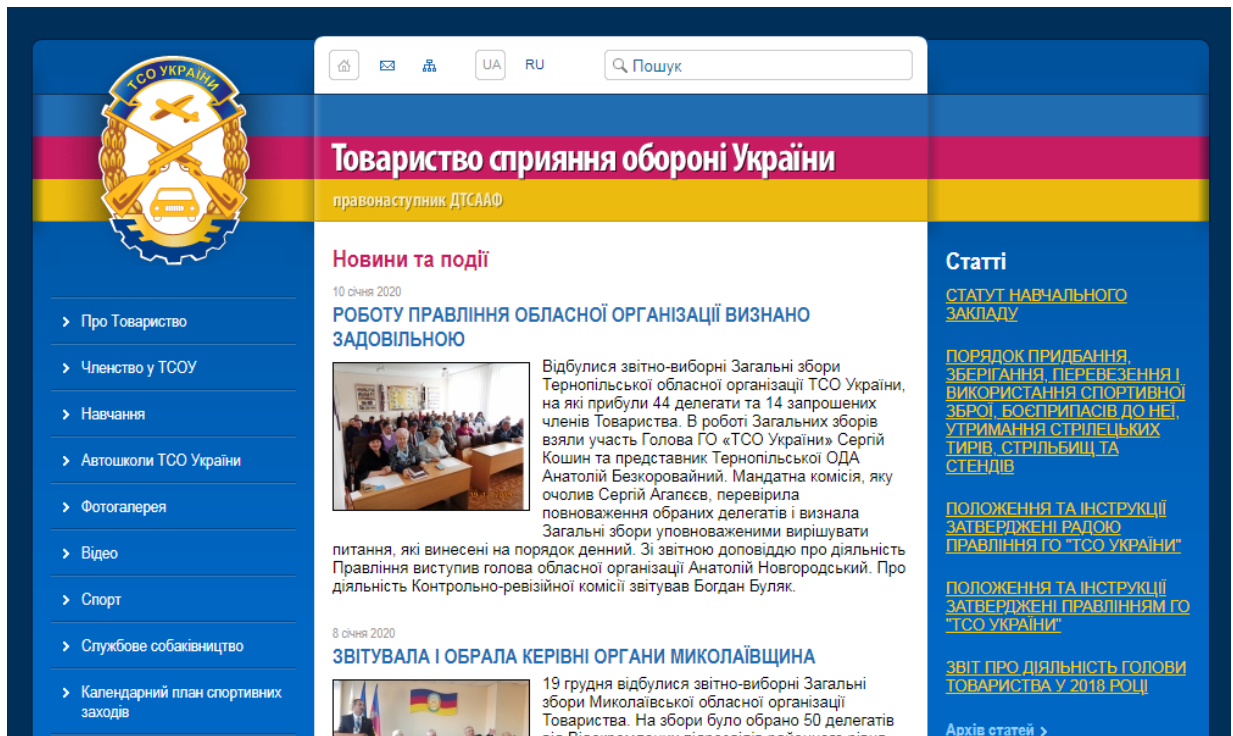 ТСО УКРАЇНИ
UA
RU
Пошук
Товариство сприяння обороні України
правонаступник ДТСААФ
Про Товариство
Членство у ТСОУ
Навчання
Автошколи ТСО України
Фотогалерея
Відео
Спорт
Службове собаківництво
Календарний план спортивних
заходів
Новини та події
10 січня 2020
РОБОТУ ПРАВЛІННЯ ОБЛАСНОЇ ОРГАНІЗАЦІЇ ВИЗНАНО
ЗАДОВІЛЬНОЮ
Відбулися звітно-виборні Загальні збори
Тернопільської обласної організації ТСО України,
на які прибули 44 делегати та 14 запрошених
членів Товариства. В роботі Загальних зборів
взяли участь Голова ГО «ТСО України» Сергій
Кошин та представник Тернопільської ОДА
Анатолій Безкоровайний. Мандатна комісія, яку
очолив Сергій Агапєєв, перевірила
повноваження обраних делегатів і визнала
Загальні збори уповноваженими вирішувати
питання, які винесені на порядок денний. Зі звітною доповіддю про діяльність
Правління виступив голова обласної організації Анатолій Новгородський. Про
діяльність Контрольно-ревізійної комісії звітував Богдан Буляк.
8 січня 2020
ЗВІТУВАЛА І ОБРАЛА КЕРІВНІ ОРГАНИ МИКОЛАЇВЩИНА
19 грудня відбулися звітно-виборні Загальні
збори Миколаївської обласної організації
Товариства. На збори було обрано 50 делегатів
від Відокремлених підрозділів районного рівня
Статті
СТАТУТ НАВЧАЛЬНОГО
ЗАКЛАДУ
ПОРЯДОК ПРИДБАННЯ,
ЗБЕРІГАННЯ, ПЕРЕВЕЗЕННЯ І
ВИКОРИСТАННЯ СПОРТИВНОЇ
ЗБРОЇ, БОЄПРИПАСІВ ДО НЕЇ,
УТРИМАННЯ СТРІЛЕЦЬКИХ
ТИРІВ, СТРІЛЬБИЩ ТА
СТЕНДІВ
ПОЛОЖЕННЯ ТА ІНСТРУКЦІЇ
ЗАТВЕРДЖЕНІ РАДОЮ
ПРАВЛІННЯ ГО "ТСО УКРАЇНИ"
ПОЛОЖЕННЯ ТА ІНСТРУКЦІЇ
ЗАТВЕРДЖЕНІ ПРАВЛІННЯМ ГО
"ТСО УКРАЇНИ"
ЗВІТ ПРО ДІЯЛЬНІСТЬ ГОЛОВИ
ТОВАРИСТВА У 2018 РОЦІ
Архів статей